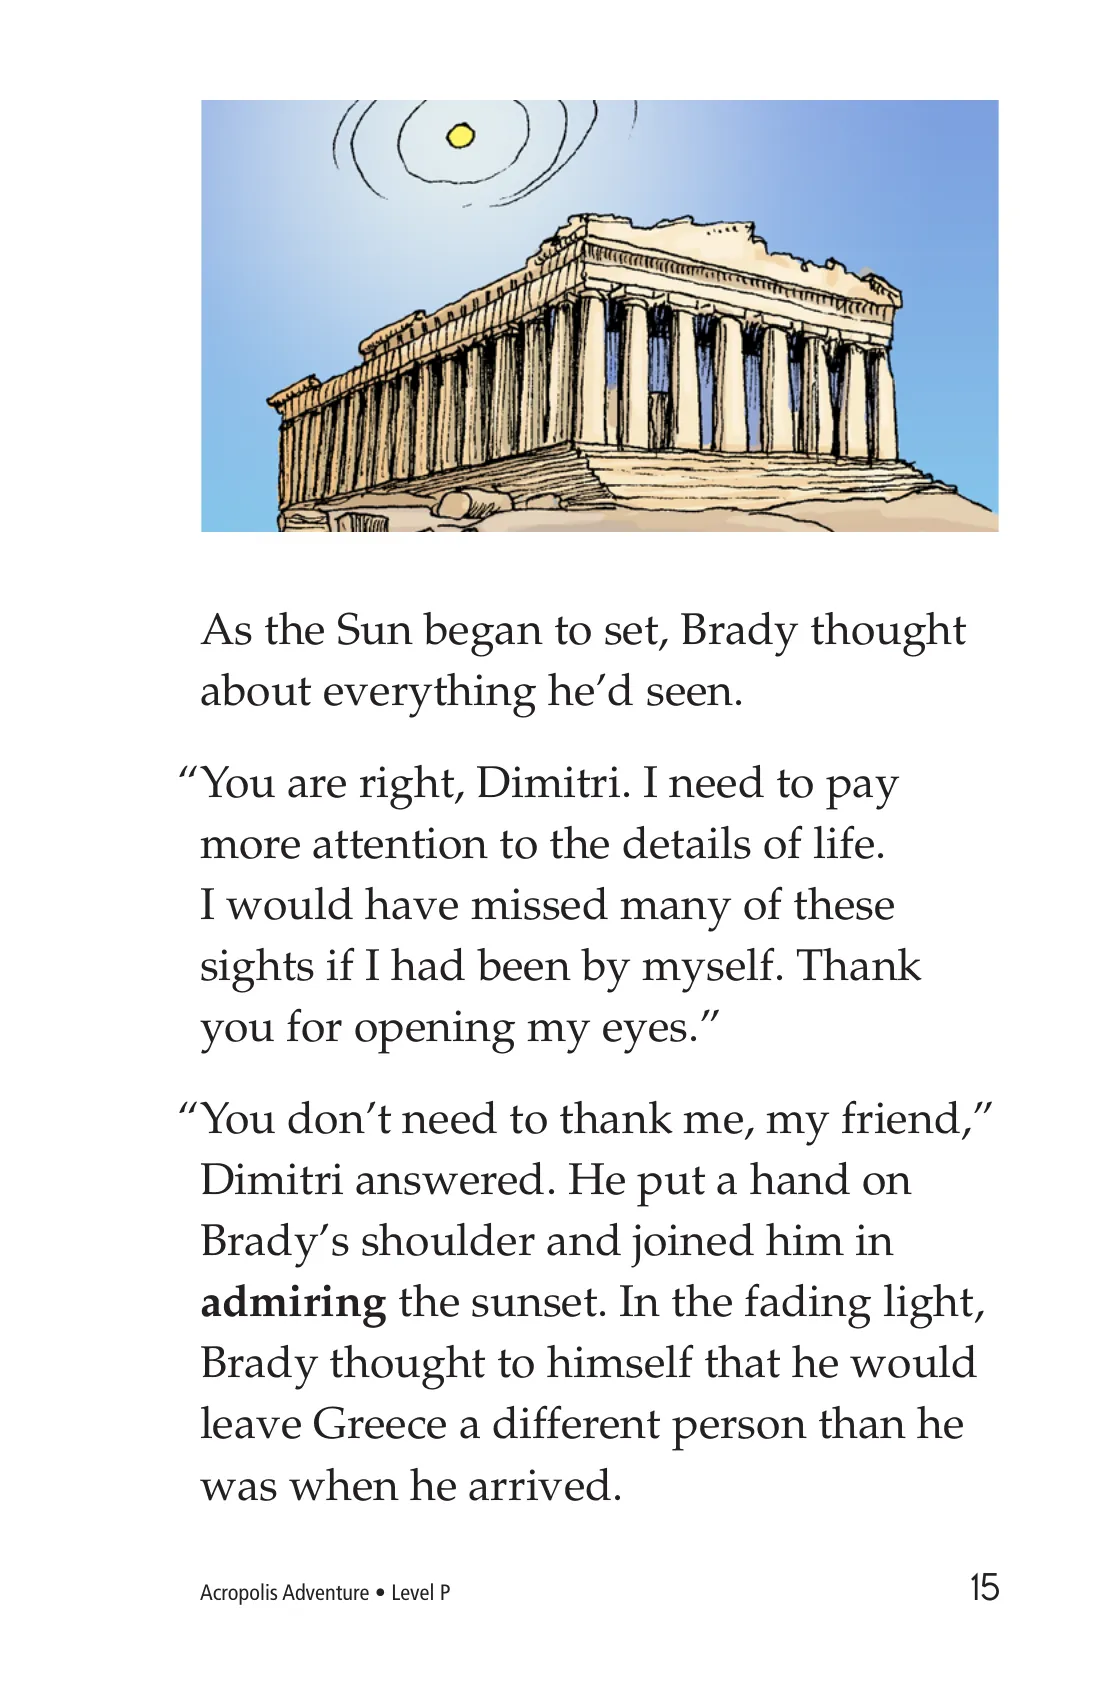 As the Sun began to set, Brady thought
about everything he’d seen.
“You are right, Dimitri. I need to pay
more attention to the details of life.
I would have missed many of these
sights if I had been by myself. Thank
you for opening my eyes.”
“You don’t need to thank me, my friend,”
Dimitri answered. He put a hand on
Brady’s shoulder and joined him in
admiring the sunset. In the fading light,
Brady thought to himself that he would
leave Greece a different person than he
was when he arrived.
Acropolis Adventure • Level P
15